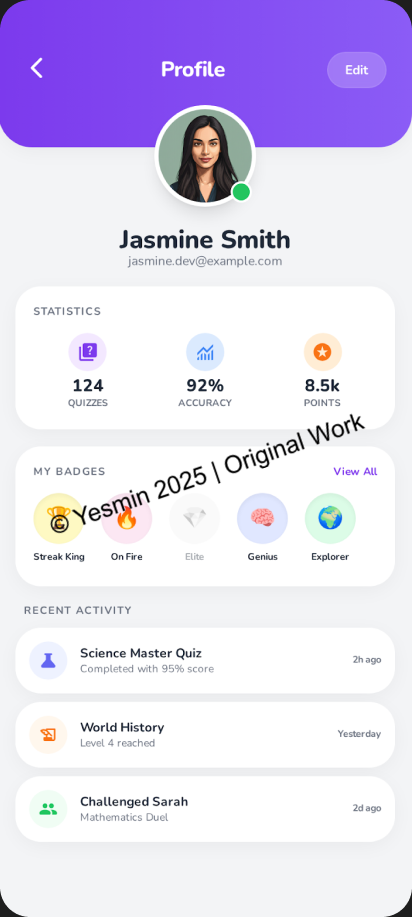 Profile
Edit
Jasmine Smith
jasmine.dev@example.com
STATISTICS
124
92%
8.5k
QUIZZES
ACCURACY
POINTS
MY BADGES
View All
© Yesmin 2025 | Original Work
Streak King
On Fire
Elite
Genius
Explorer
RECENT ACTIVITY
Science Master Quiz
Completed with 95% score
2h ago
World History
Level 4 reached
Yesterday
Challenged Sarah
Mathematics Duel
2d ago